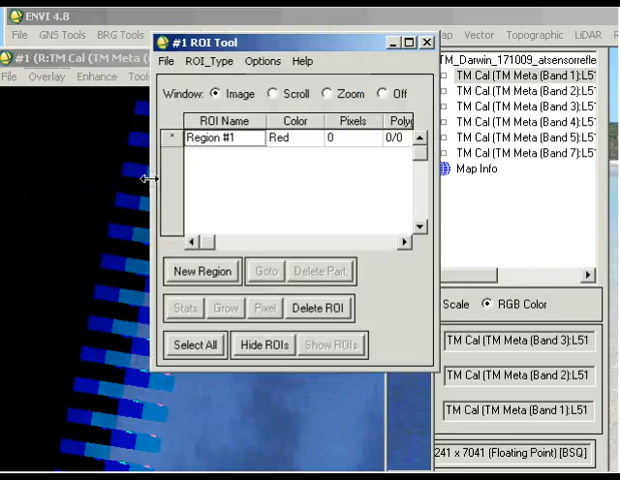 ENVI 4.8
File GNS Tools BRG Tools
ap Vector Topographic LiDAR
#1 (R:TM Cal (TM Meta (
File Overlay Enhance Tool
#1 ROI Tool
File ROI_Type Options Help
Window: Image Scroll Zoom Off
ROI Name Color Pixels Polyg
* Region #1 Red 0 0/0
New Region Goto Delete Part
Stats Grow Pixel Delete ROI
Select All Hide ROIs Show ROIs
TM_Darwin_171009_atsensorrefle
TM Cal (TM Meta (Band 1):L5
TM Cal (TM Meta (Band 2):L5
TM Cal (TM Meta (Band 3):L5
TM Cal (TM Meta (Band 4):L5
TM Cal (TM Meta (Band 5):L5
TM Cal (TM Meta (Band 7):L5
Map Info
Scale RGB Color
TM Cal (TM Meta (Band 3):L51
TM Cal (TM Meta (Band 2):L51
TM Cal (TM Meta (Band 1):L51
241 x 7041 (Floating Point) [BSQ]